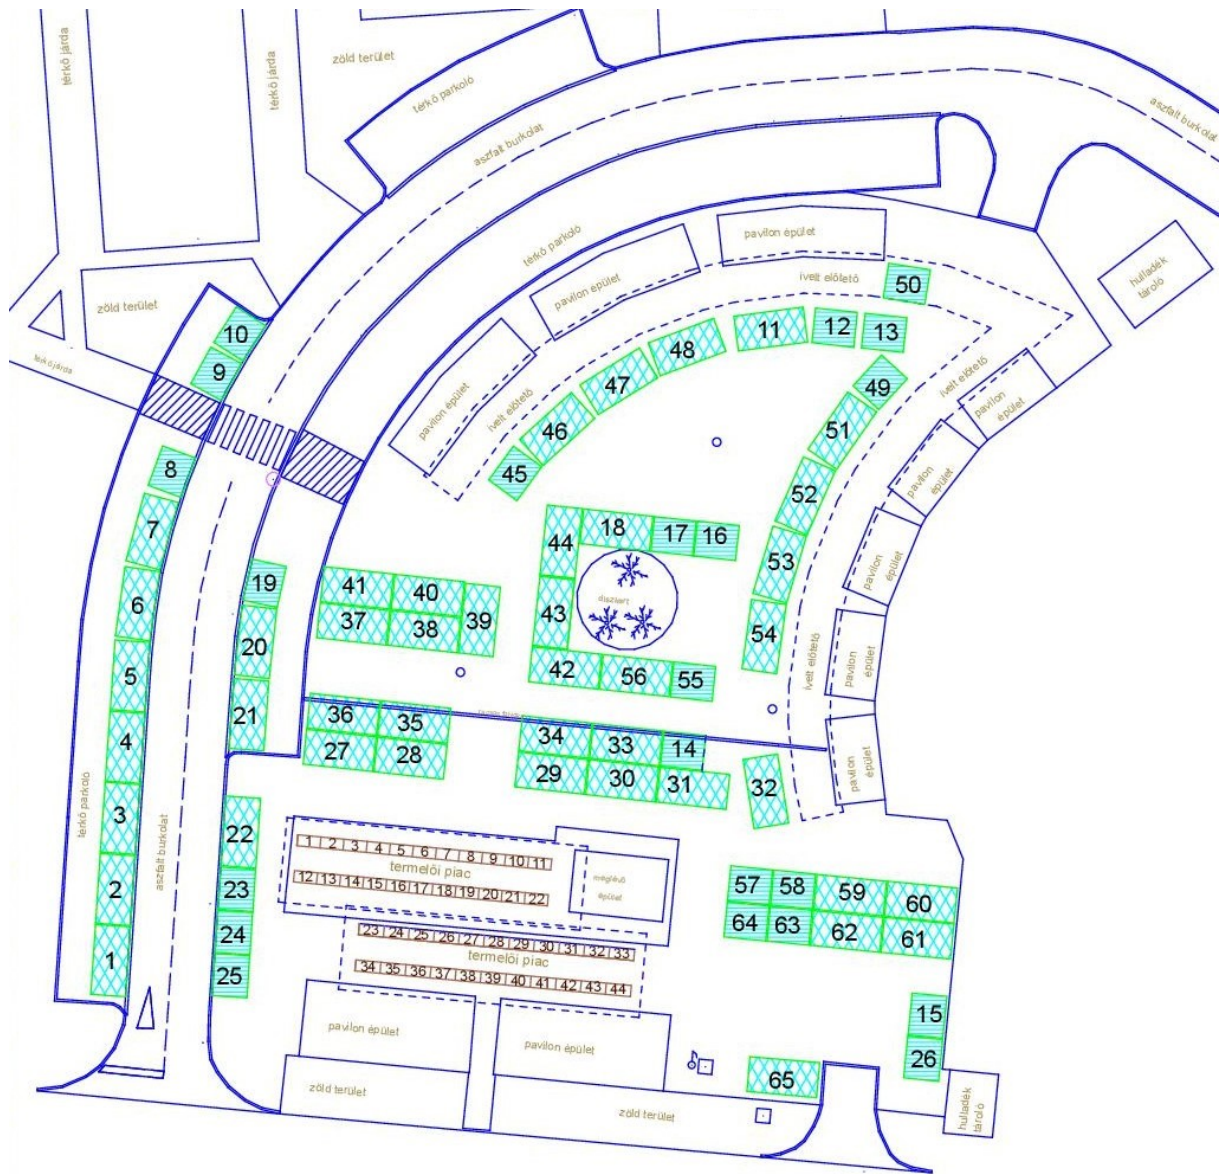 térkő járda
térkő járda
zöld terület
térkő parkoló
aszfalt burkolat
aszfalt burkolat
térkő parkoló
pavilon épület
pavilon épület
ívelt előtető
hulladék
tároló
50
zöld terület
10
9
térkő járda
pavilon épület
ívelt előtető
48
11
12
13
47
46
45
49
51
52
53
54
ívelt előtető
pavilon
épület
pavilon
épület
pavilon
épület
pavilon
épület
pavilon
épület
ívelt előtető
8
7
6
5
4
3
2
1
térkő parkoló
aszfalt burkolat
19
20
21
22
23
24
25
41
40
39
37
38
44
18
17
16
43
díszkert
42
56
55
36
35
27
28
34
33
14
29
30
31
32
1 2 3 4 5 6 7 8 9 10 11
termelői piac
12 13 14 15 16 17 18 19 20 21 22
meglévő
épület
23 24 25 26 27 28 29 30 31 32 33
termelői piac
34 35 36 37 38 39 40 41 42 43 44
57 58 59 60
64 63 62 61
15
26
65
pavilon épület
pavilon épület
zöld terület
zöld terület
hulladék
tároló